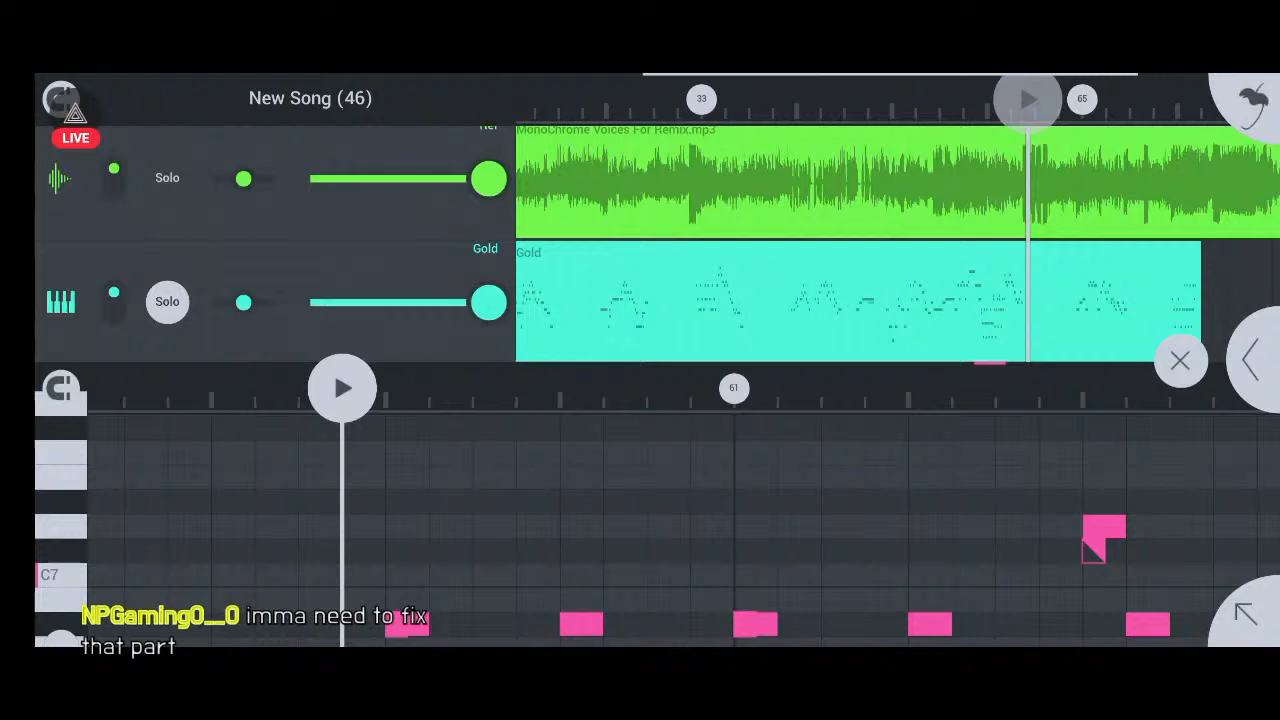 New Song (46)
33
65
LIVE
MonoChrome Voices For Remix.mp3
Solo
Gold
Gold
Solo
61
C7
NPGaming0__0 imma need to fix
that part